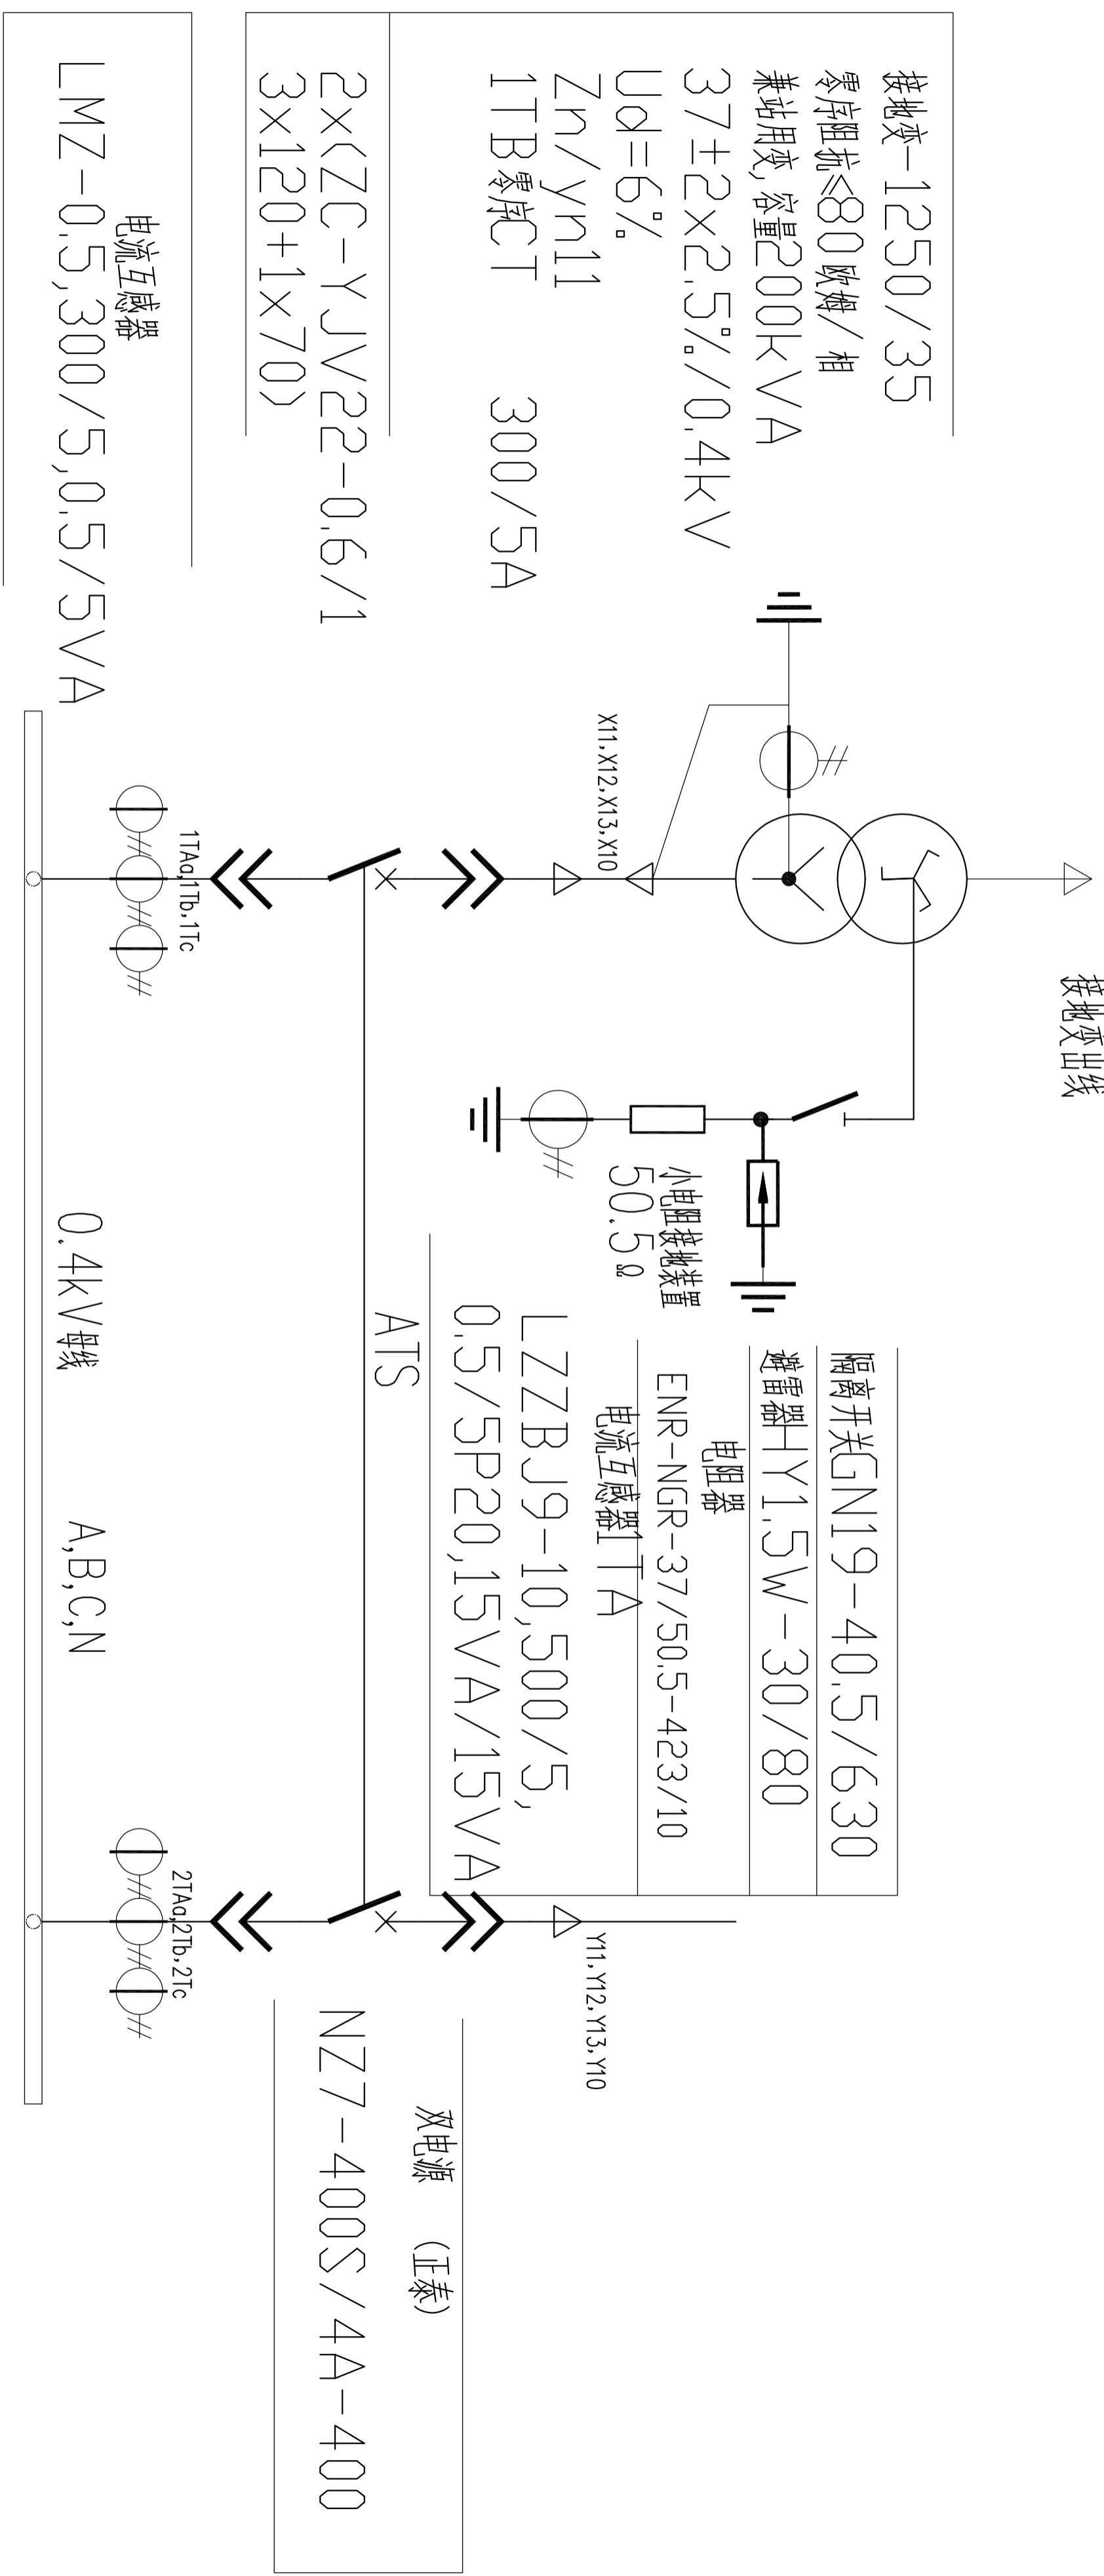 接地变出线
接地变-1250/35
零序阻抗≤80欧姆/相
兼站用变,容量200kVA
37±2×2.5%/0.4kV
Ud=6%
Zn/yn11
1TB零序CT 300/5A
2×(ZC-YJV22-0.6/1
3×120+1×70)
电流互感器
LMZ-0.5,300/5,0.5/5VA
X11,X12,X13,X10
1TAa,1Tb,1Tc
小电阻接地装置
50.5Ω
隔离开关GN19-40.5/630
避雷器HY1.5W-30/80
电阻器
ENR-NGR-37/50.5-423/10
电流互感器1TA
LZZBJ9-10,500/5,
0.5/5P20,15VA/15VA
ATS
0.4kV母线
A,B,C,N
Y11,Y12,Y13,Y10
2TAa,2Tb,2Tc
双电源 (正泰)
NZ7-400S/4A-400